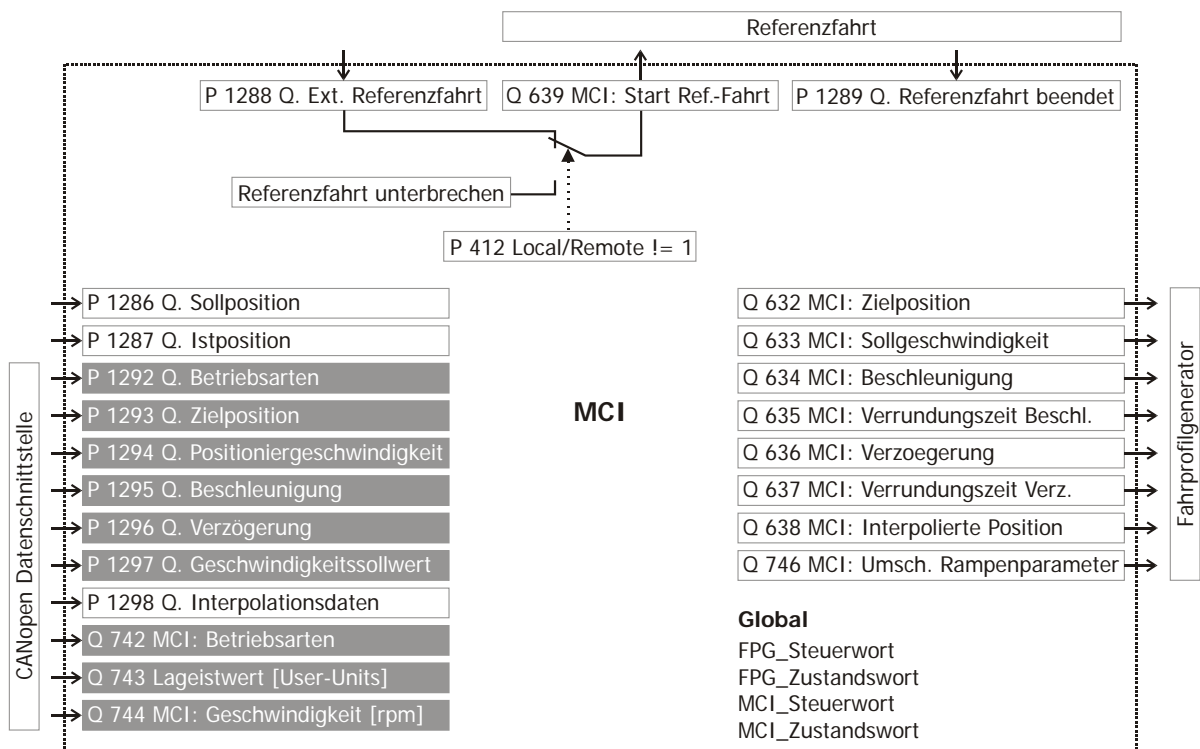 Referenzfahrt
P 1288 Q. Ext. Referenzfahrt
Q 639 MCI: Start Ref.-Fahrt
P 1289 Q. Referenzfahrt beendet
Referenzfahrt unterbrechen
P 412 Local/Remote != 1
CANopen Datenschnittstelle
P 1286 Q. Sollposition
P 1287 Q. Istposition
P 1292 Q. Betriebsarten
P 1293 Q. Zielposition
P 1294 Q. Positioniergeschwindigkeit
P 1295 Q. Beschleunigung
P 1296 Q. Verzögerung
P 1297 Q. Geschwindigkeitssollwert
P 1298 Q. Interpolationsdaten
Q 742 MCI: Betriebsarten
Q 743 Lageistwert [User-Units]
Q 744 MCI: Geschwindigkeit [rpm]
MCI
Q 632 MCI: Zielposition
Q 633 MCI: Sollgeschwindigkeit
Q 634 MCI: Beschleunigung
Q 635 MCI: Verrundungszeit Beschl.
Q 636 MCI: Verzoegerung
Q 637 MCI: Verrundungszeit Verz.
Q 638 MCI: Interpolierte Position
Q 746 MCI: Umsch. Rampenparameter
Fahrprofilgenerator
Global
FPG_Steuerwort
FPG_Zustandswort
MCI_Steuerwort
MCI_Zustandswort